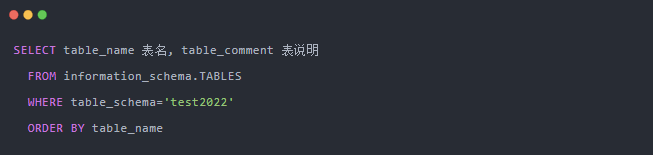 SELECT table_name 表名, table_comment 表说明
FROM information_schema.TABLES
WHERE table_schema='test2022'
ORDER BY table_name